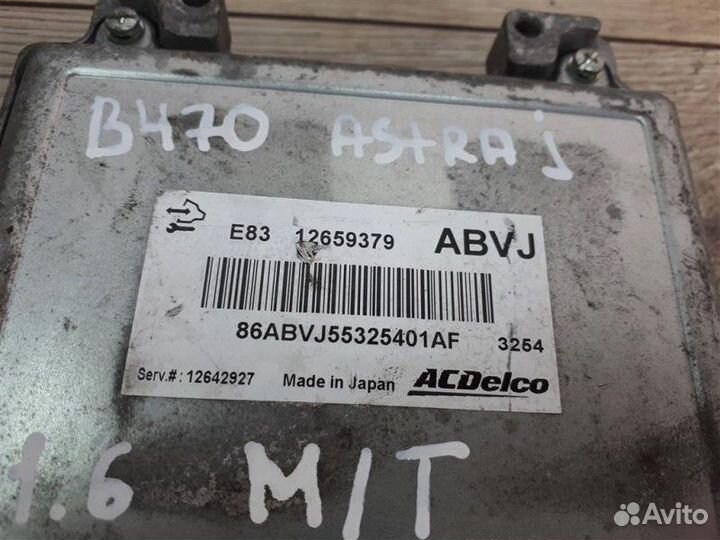 B470 ASTRA j
E83 12659379 ABVJ
86ABVJ55325401AF 3254
Serv.#: 12642927 Made in Japan ACDelco
1.6 M/T
Avito